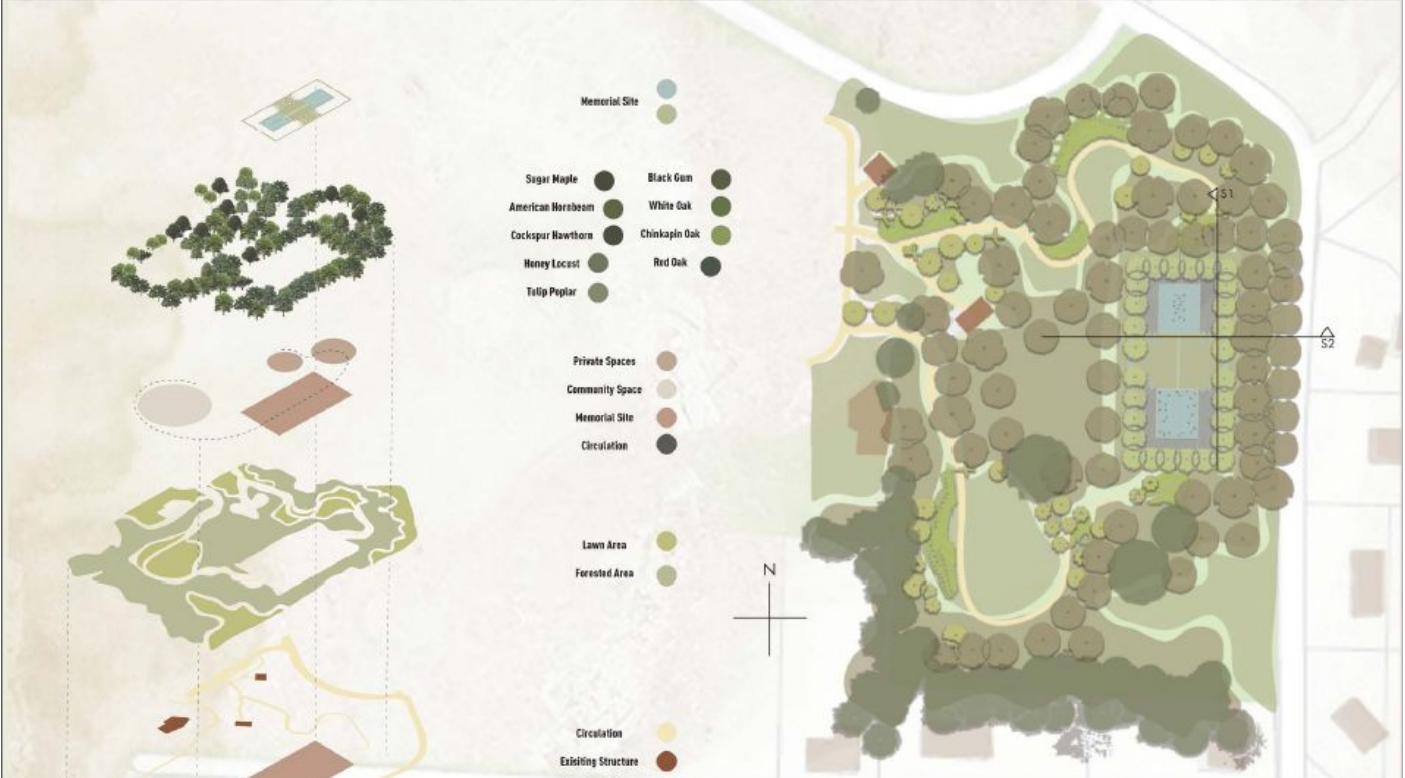 Memorial Site
Sugar Maple
Black Gum
American Hornbeam
White Oak
Cockspur Hawthorn
Chinkapin Oak
Honey Locust
Red Oak
Tulip Poplar
Private Spaces
Community Space
Memorial Site
Circulation
Lawn Area
Forested Area
Circulation
Exisiting Structure
N
S1
S2